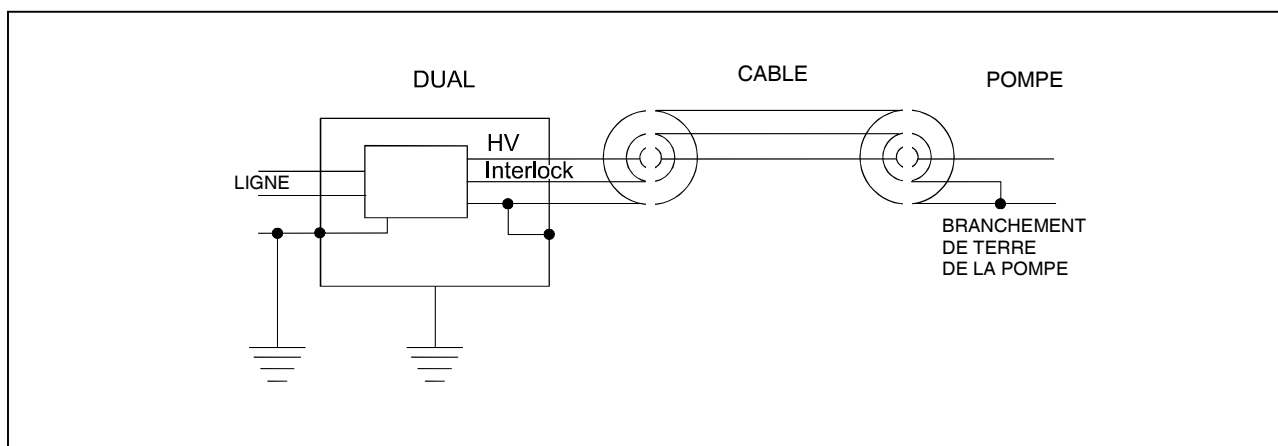 DUAL
CABLE
POMPE
HV
Interlock
LIGNE
BRANCHEMENT
DE TERRE
DE LA POMPE